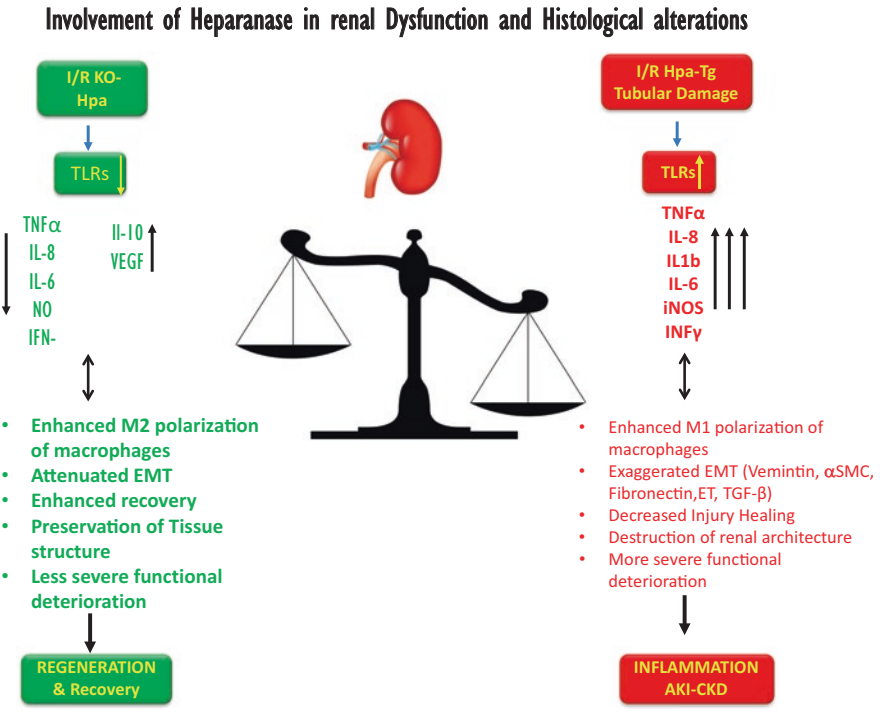 Involvement of Heparanase in renal Dysfunction and Histological alterations
I/R KO-
Hpa
TLRs
TNFα
IL-8
IL-6
NO
IFN-
Il-10
VEGF
• Enhanced M2 polarization
of macrophages
• Attenuated EMT
• Enhanced recovery
• Preservation of Tissue
structure
• Less severe functional
deterioration
REGENERATION
& Recovery
I/R Hpa-Tg
Tubular Damage
TLRs
TNFα
IL-8
IL1b
IL-6
iNOS
INFγ
• Enhanced M1 polarization of
macrophages
• Exaggerated EMT (Vemintin, αSMC,
Fibronectin,ET, TGF-β)
• Decreased Injury Healing
• Destruction of renal architecture
• More severe functional
deterioration
INFLAMMATION
AKI-CKD